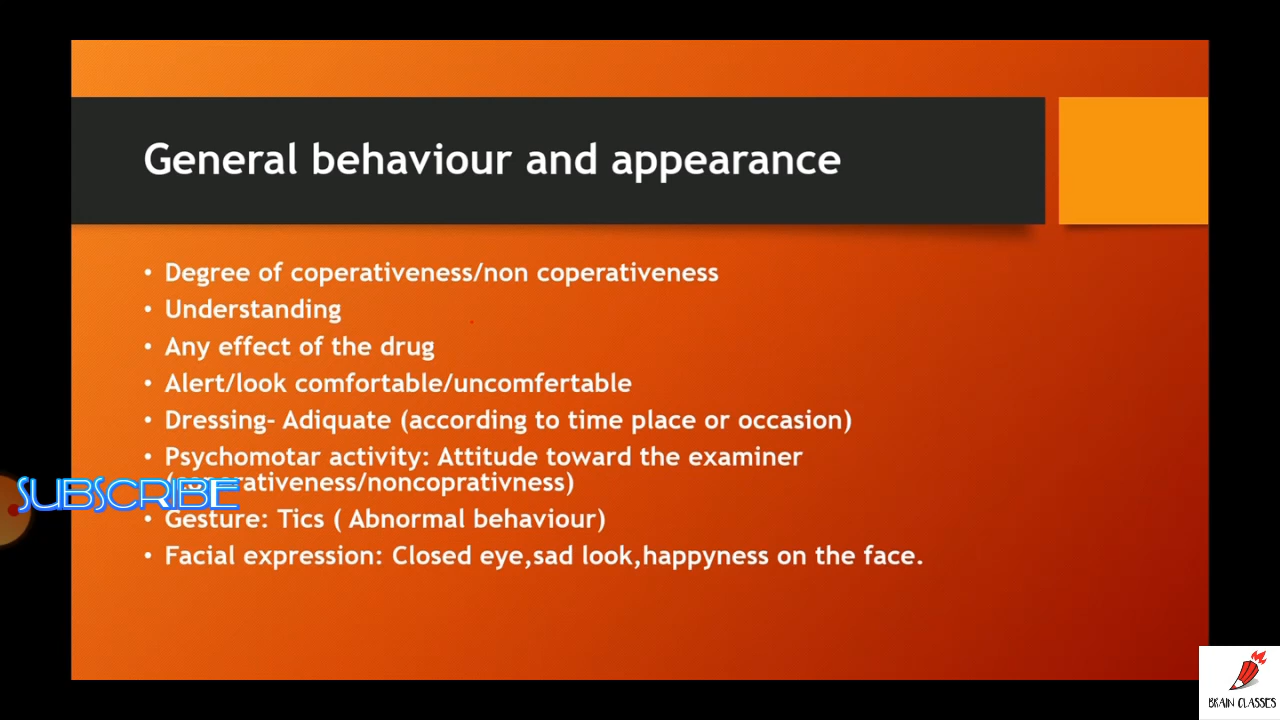 General behaviour and appearance
• Degree of coperativeness/non coperativeness
• Understanding
• Any effect of the drug
• Alert/look comfortable/uncomfertable
• Dressing- Adiquate (according to time place or occasion)
• Psychomotar activity: Attitude toward the examiner
SUBSCRIBE
/noncoprativness)
• Gesture: Tics ( Abnormal behaviour)
• Facial expression: Closed eye,sad look,happyness on the face.
BRAIN CLASSES